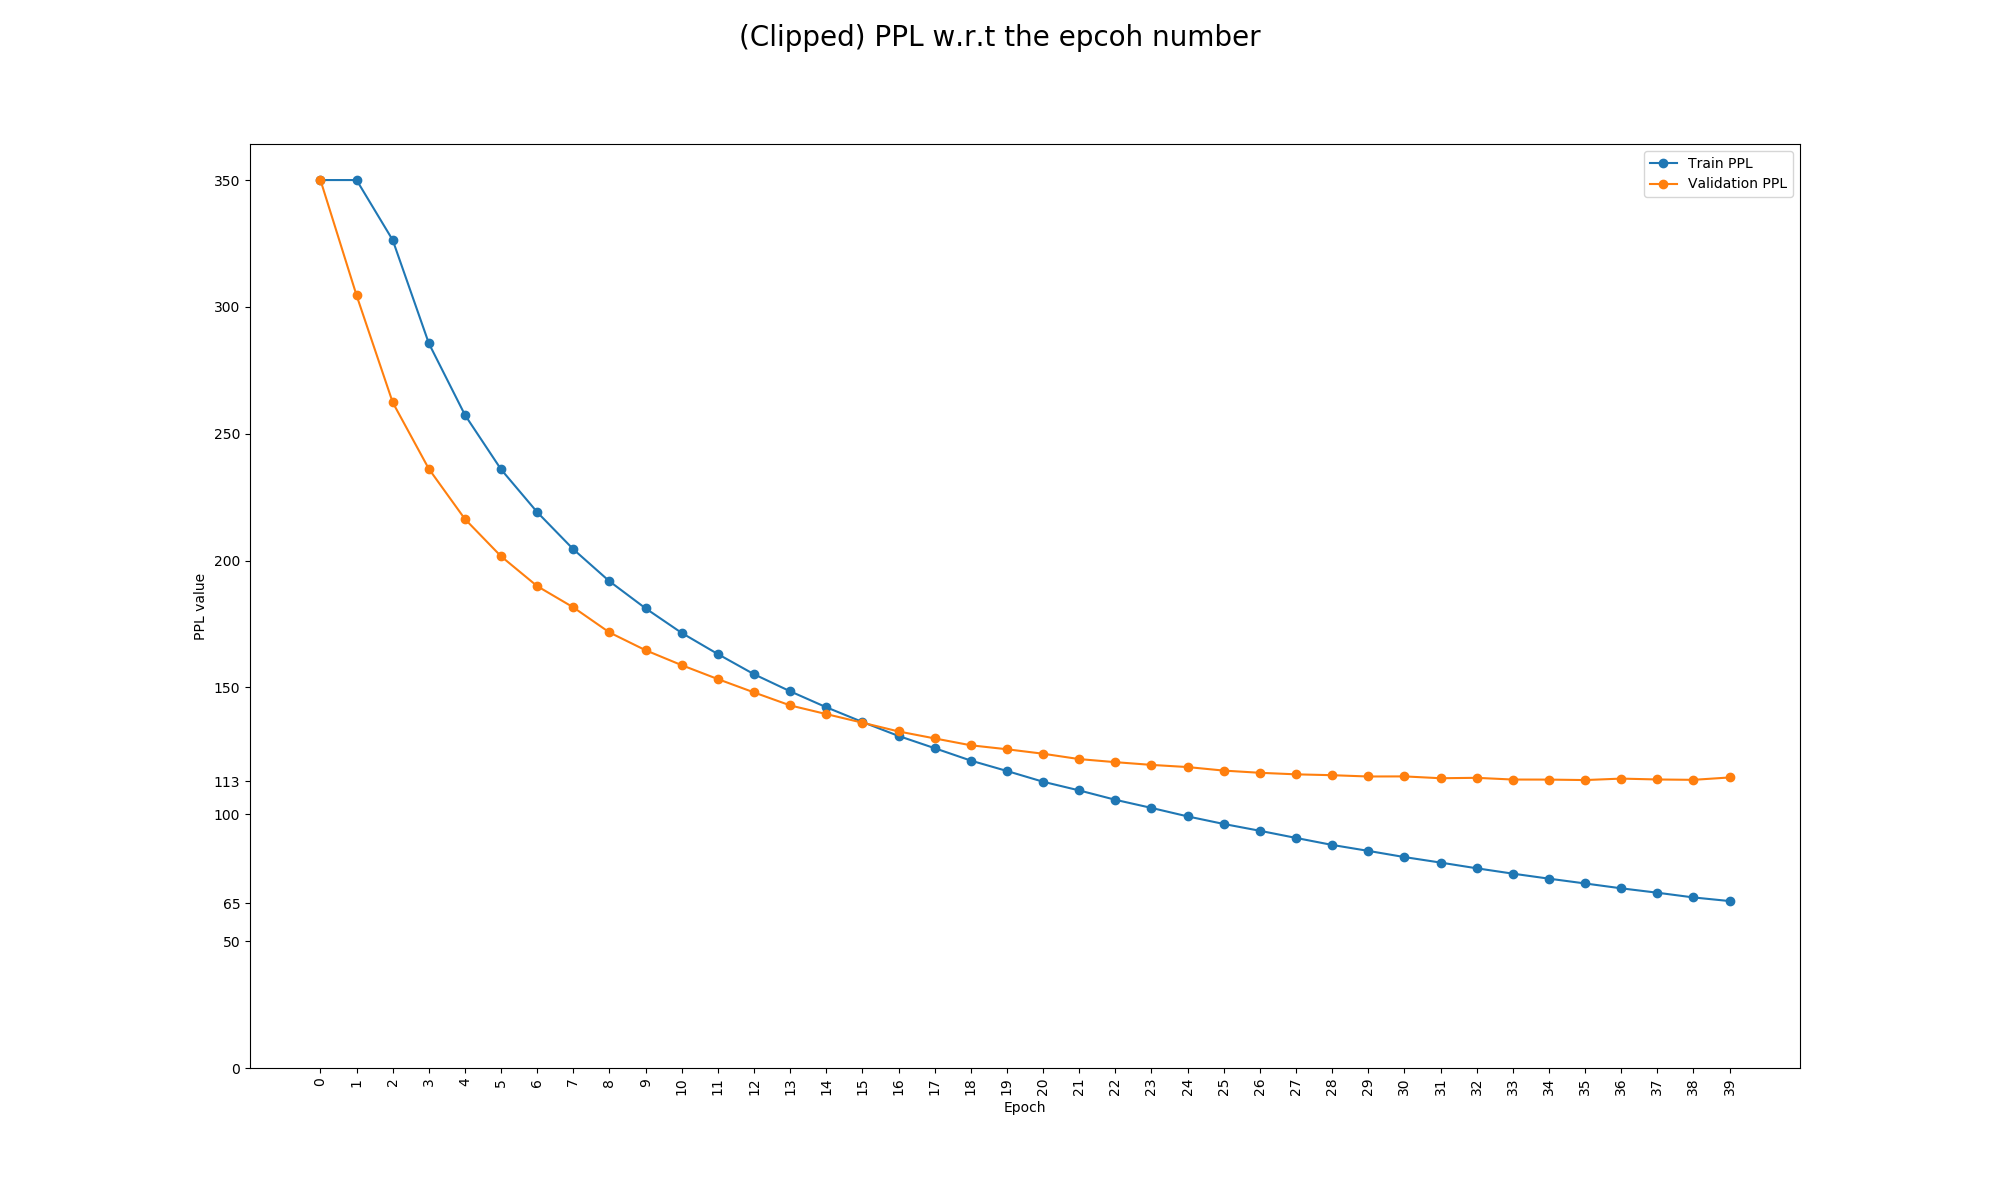 (Clipped) PPL w.r.t the epcoh number
Train PPL
Validation PPL
350
300
250
200
150
113
100
65
50
0
PPL value
0 1 2 3 4 5 6 7 8 9 10 11 12 13 14 15 16 17 18 19 20 21 22 23 24 25 26 27 28 29 30 31 32 33 34 35 36 37 38 39
Epoch